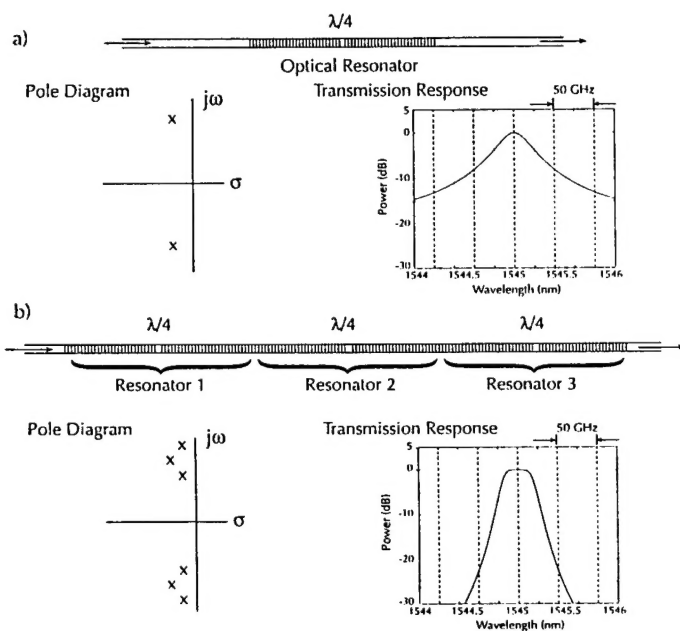 λ/4
a)
Optical Resonator
Pole Diagram
Transmission Response
jω
σ
x
x
50 GHz
5
0
-10
-20
-30
Power (dB)
1544 1544.5 1545 1545.5 1546
Wavelength (nm)
b)
λ/4 λ/4 λ/4
Resonator 1 Resonator 2 Resonator 3
Pole Diagram
Transmission Response
jω
σ
x
x
x
x
x
x
50 GHz
5
0
-10
-20
-30
Power (dB)
1544 1544.5 1545 1545.5 1546
Wavelength (nm)